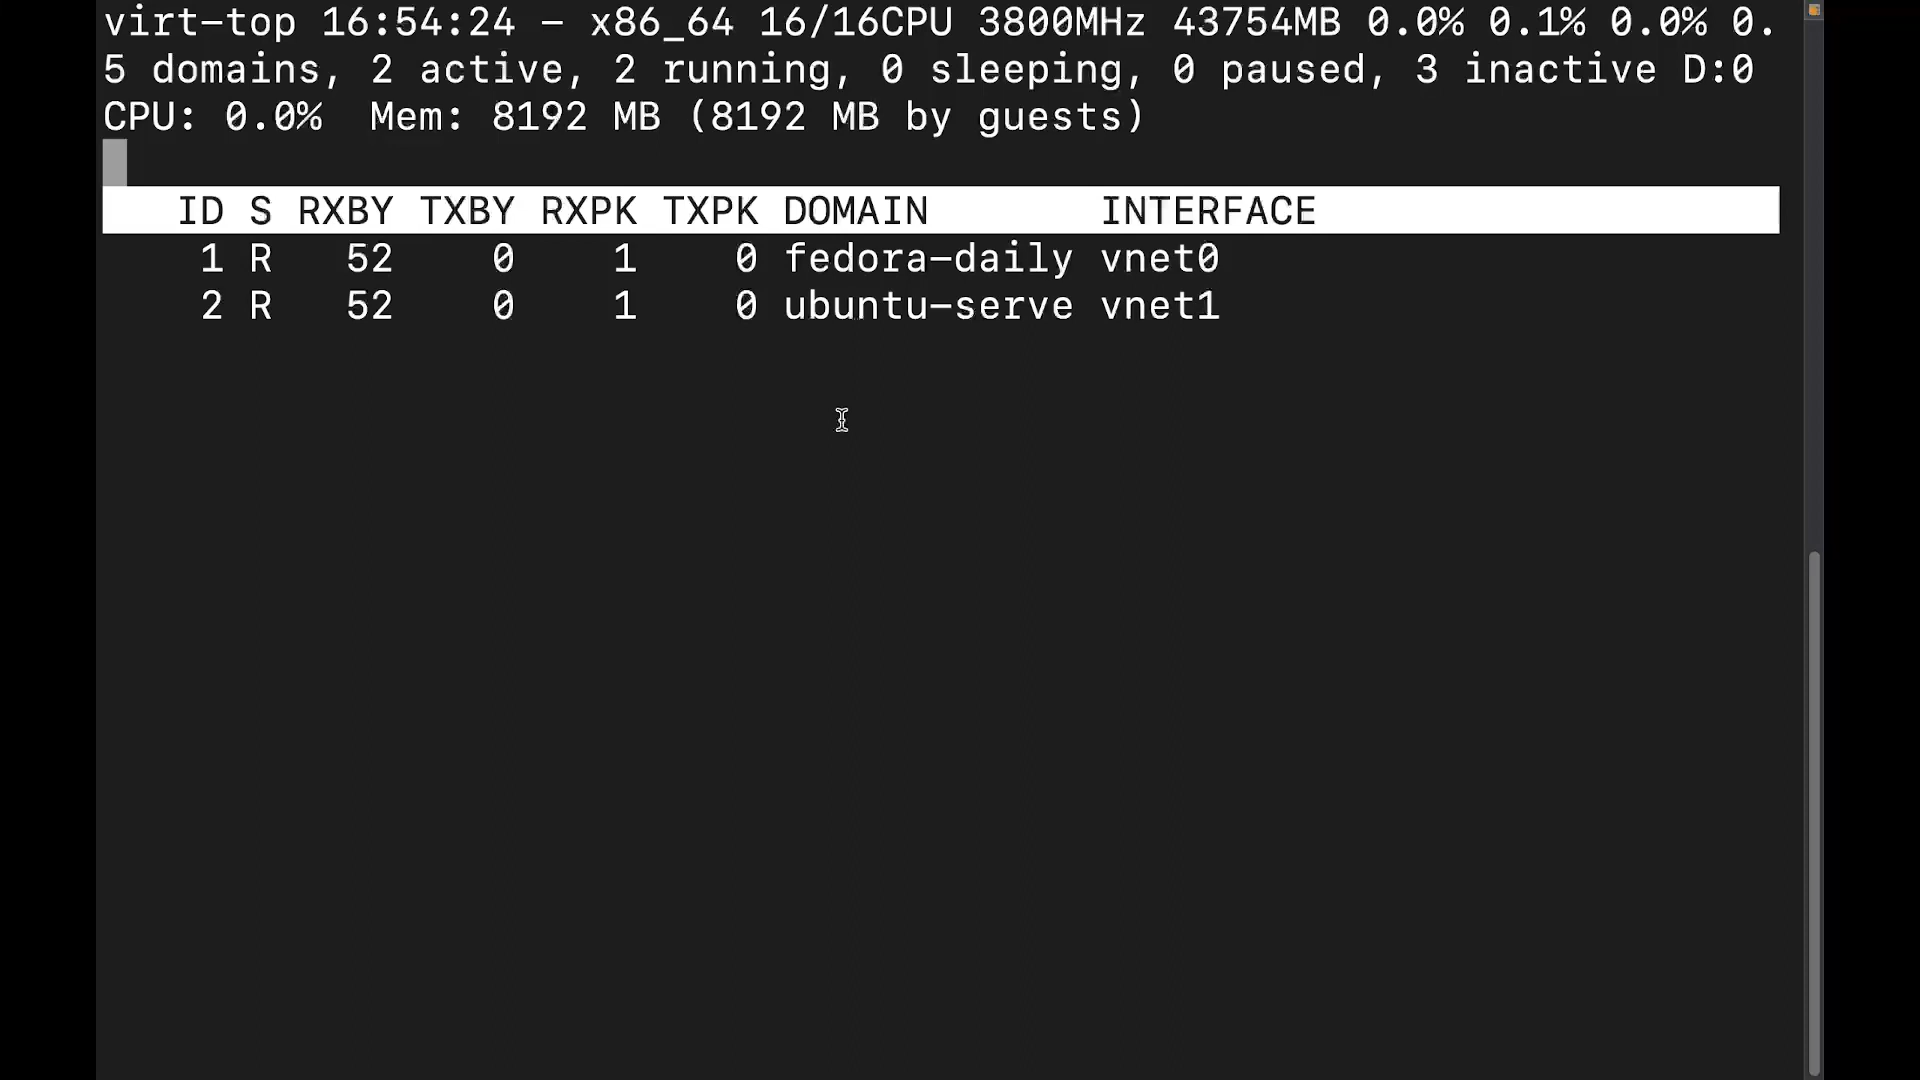 virt-top 16:54:24 - x86_64 16/16CPU 3800MHz 43754MB 0.0% 0.1% 0.0% 0.
5 domains, 2 active, 2 running, 0 sleeping, 0 paused, 3 inactive D:0
CPU: 0.0%  Mem: 8192 MB (8192 MB by guests)
ID S RXBY TXBY RXPK TXPK DOMAIN INTERFACE
1 R 52 0 1 0 fedora-daily vnet0
2 R 52 0 1 0 ubuntu-serve vnet1